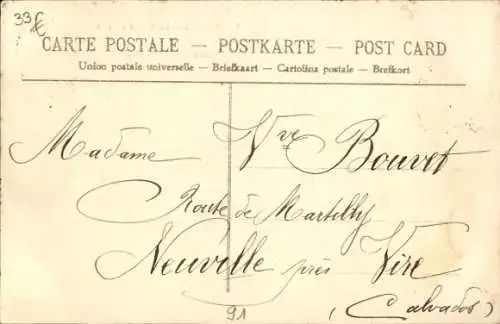 33€
CARTE POSTALE — POSTKARTE — POST CARD
Union postale universelle — Briefkaart — Cartolina postale — Brefkort
Madame Vve Bouvet
Route de Martilly
Neuville près Vire
(Calvados)
91